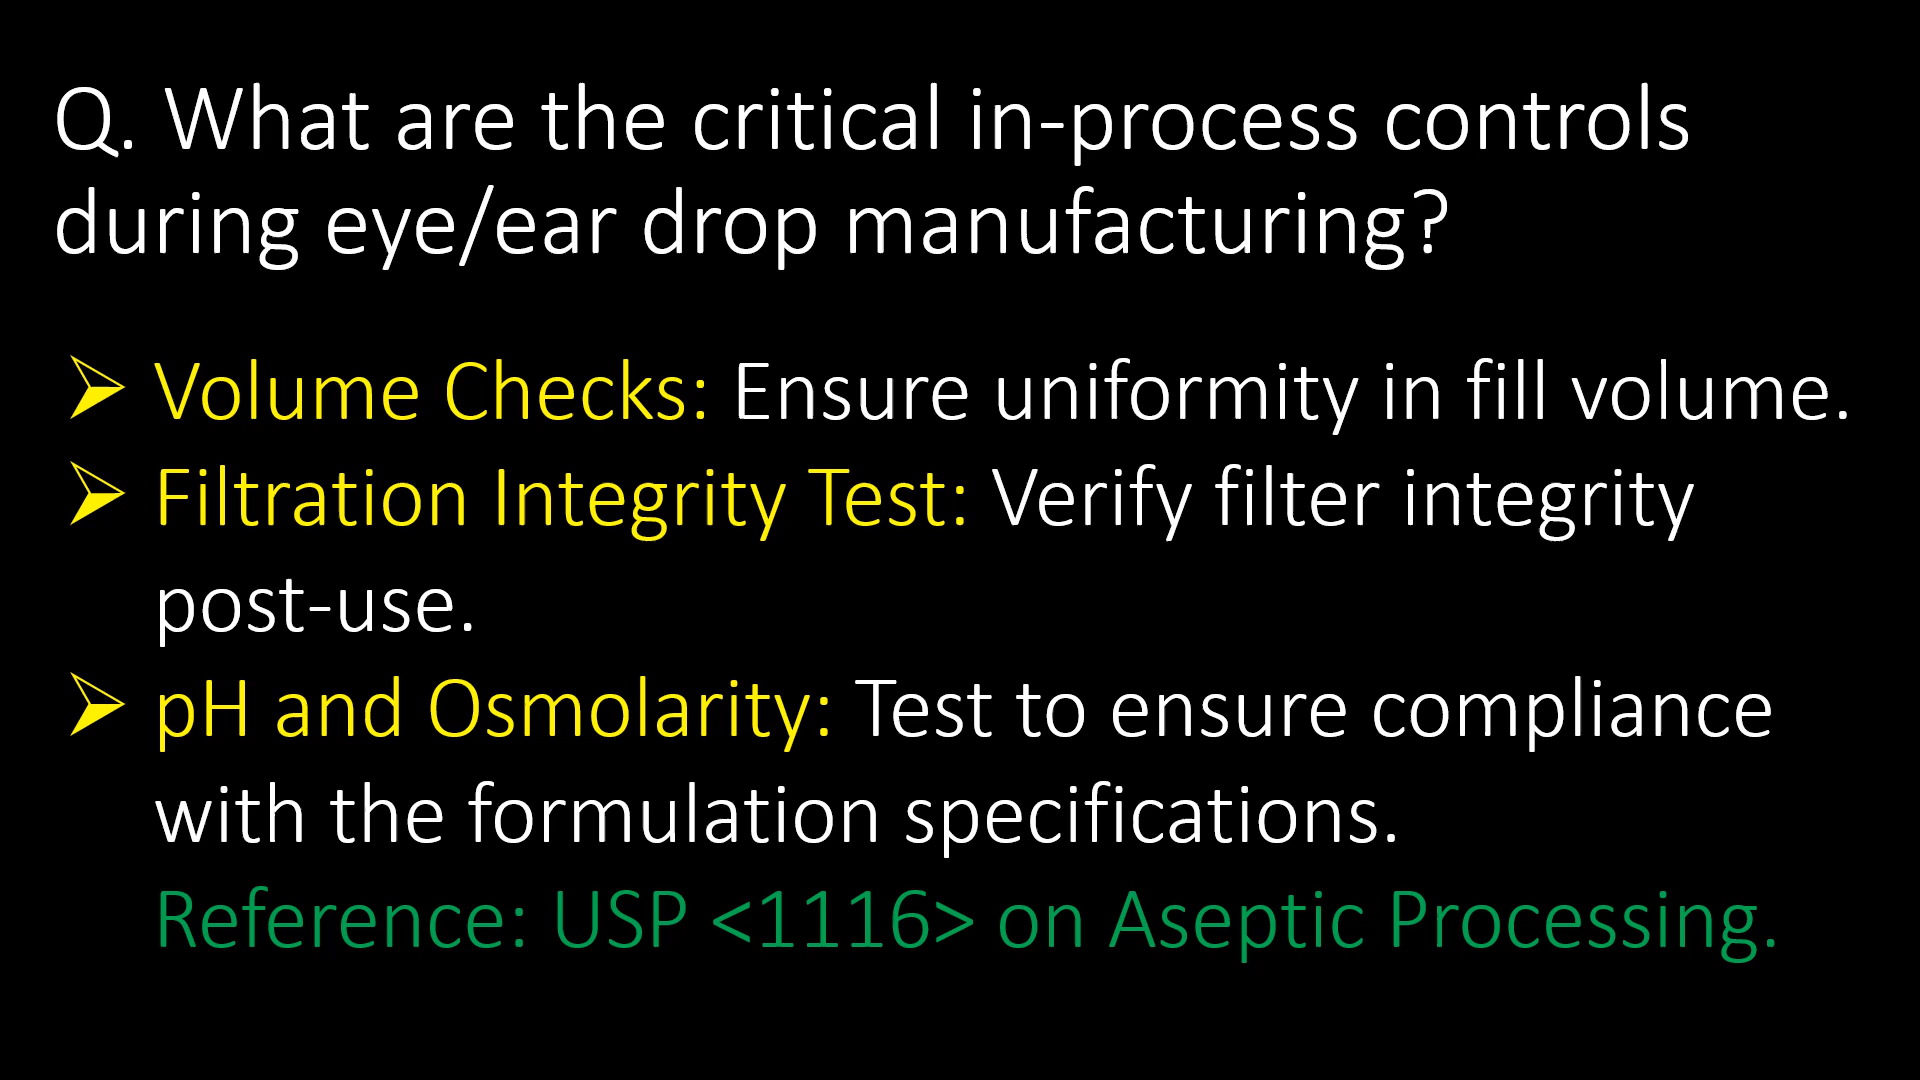 Q. What are the critical in-process controls
during eye/ear drop manufacturing?
➢ Volume Checks: Ensure uniformity in fill volume.
➢ Filtration Integrity Test: Verify filter integrity
post-use.
➢ pH and Osmolarity: Test to ensure compliance
with the formulation specifications.
Reference: USP <1116> on Aseptic Processing.